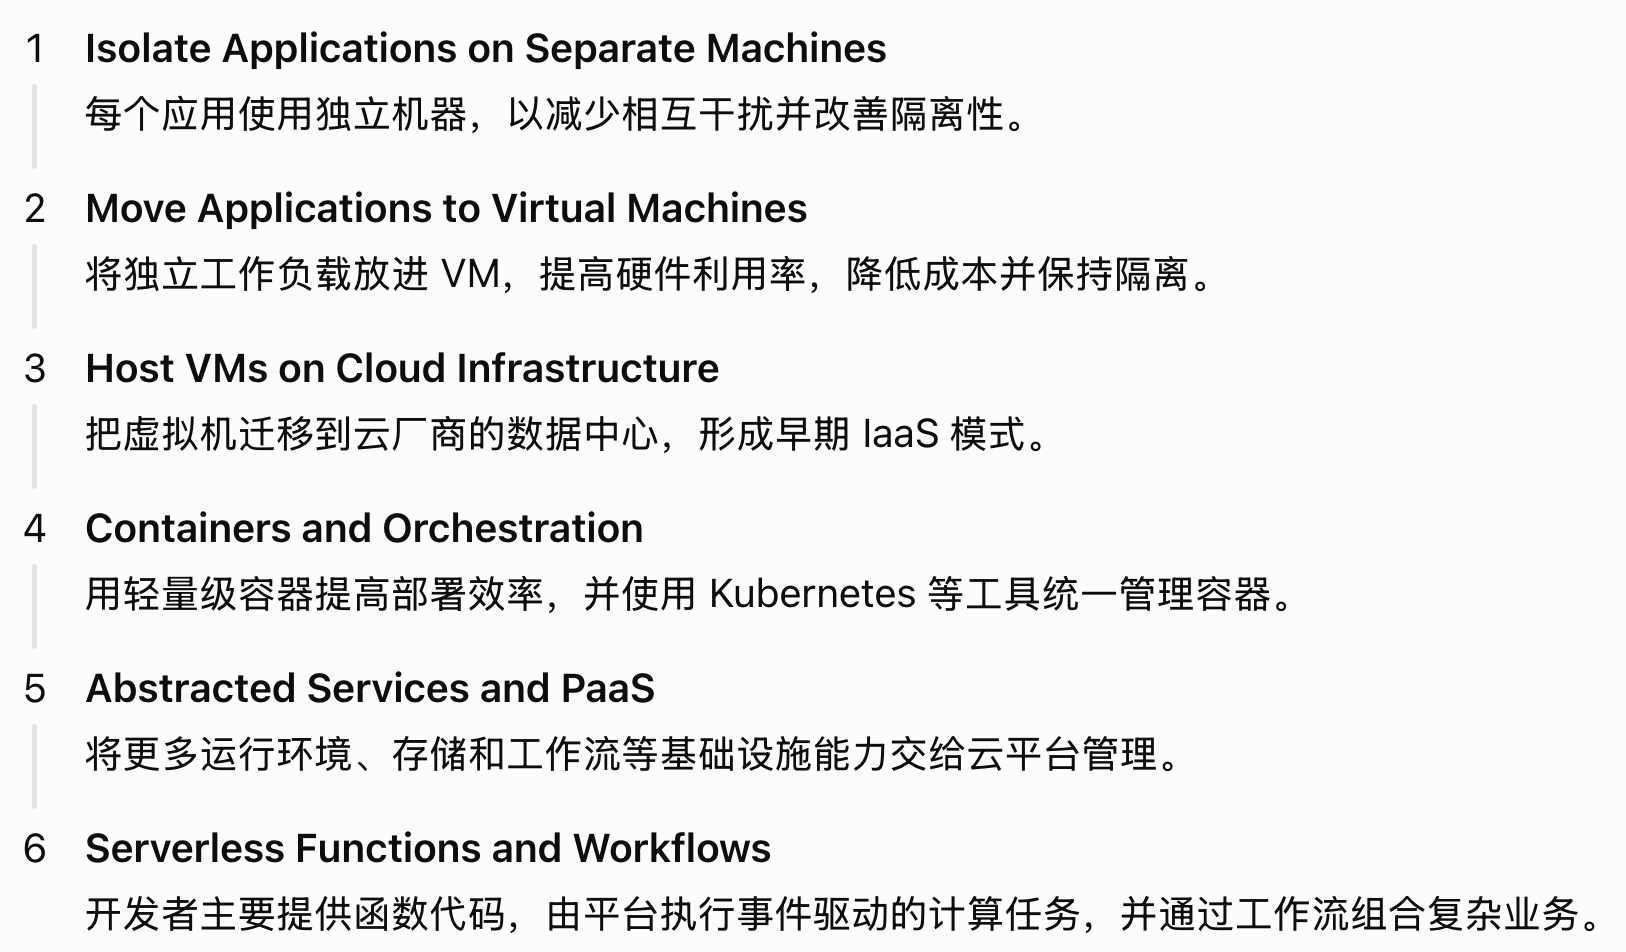 1 Isolate Applications on Separate Machines
每个应用使用独立机器，以减少相互干扰并改善隔离性。
2 Move Applications to Virtual Machines
将独立工作负载放进 VM，提高硬件利用率，降低成本并保持隔离。
3 Host VMs on Cloud Infrastructure
把虚拟机迁移到云厂商的数据中心，形成早期 IaaS 模式。
4 Containers and Orchestration
用轻量级容器提高部署效率，并使用 Kubernetes 等工具统一管理容器。
5 Abstracted Services and PaaS
将更多运行环境、存储和工作流等基础设施能力交给云平台管理。
6 Serverless Functions and Workflows
开发者主要提供函数代码，由平台执行事件驱动的计算任务，并通过工作流组合复杂业务。